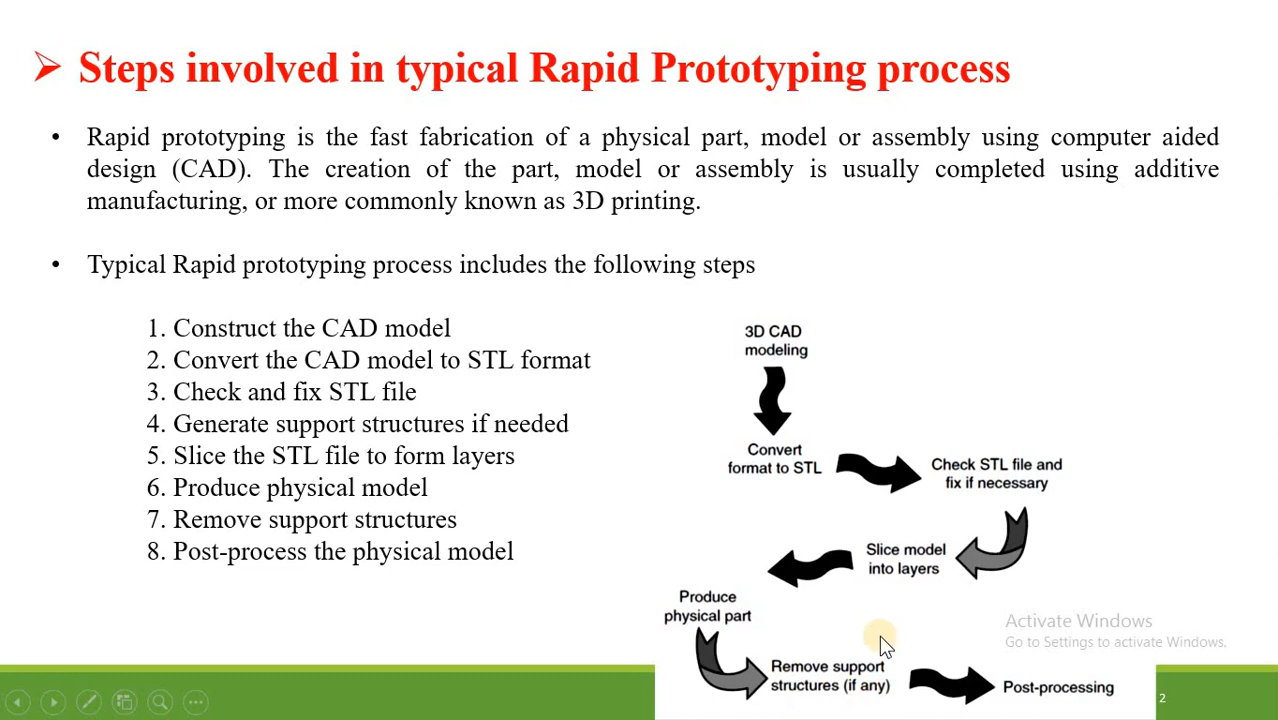 Steps involved in typical Rapid Prototyping process
• Rapid prototyping is the fast fabrication of a physical part, model or assembly using computer aided
design (CAD). The creation of the part, model or assembly is usually completed using additive
manufacturing, or more commonly known as 3D printing.
• Typical Rapid prototyping process includes the following steps
1. Construct the CAD model
2. Convert the CAD model to STL format
3. Check and fix STL file
4. Generate support structures if needed
5. Slice the STL file to form layers
6. Produce physical model
7. Remove support structures
8. Post-process the physical model
3D CAD
modeling
Convert
format to STL
Check STL file and
fix if necessary
Slice model
into layers
Produce
physical part
Remove support
structures (if any)
Post-processing
Activate Windows
Go to Settings to activate Windows.
2